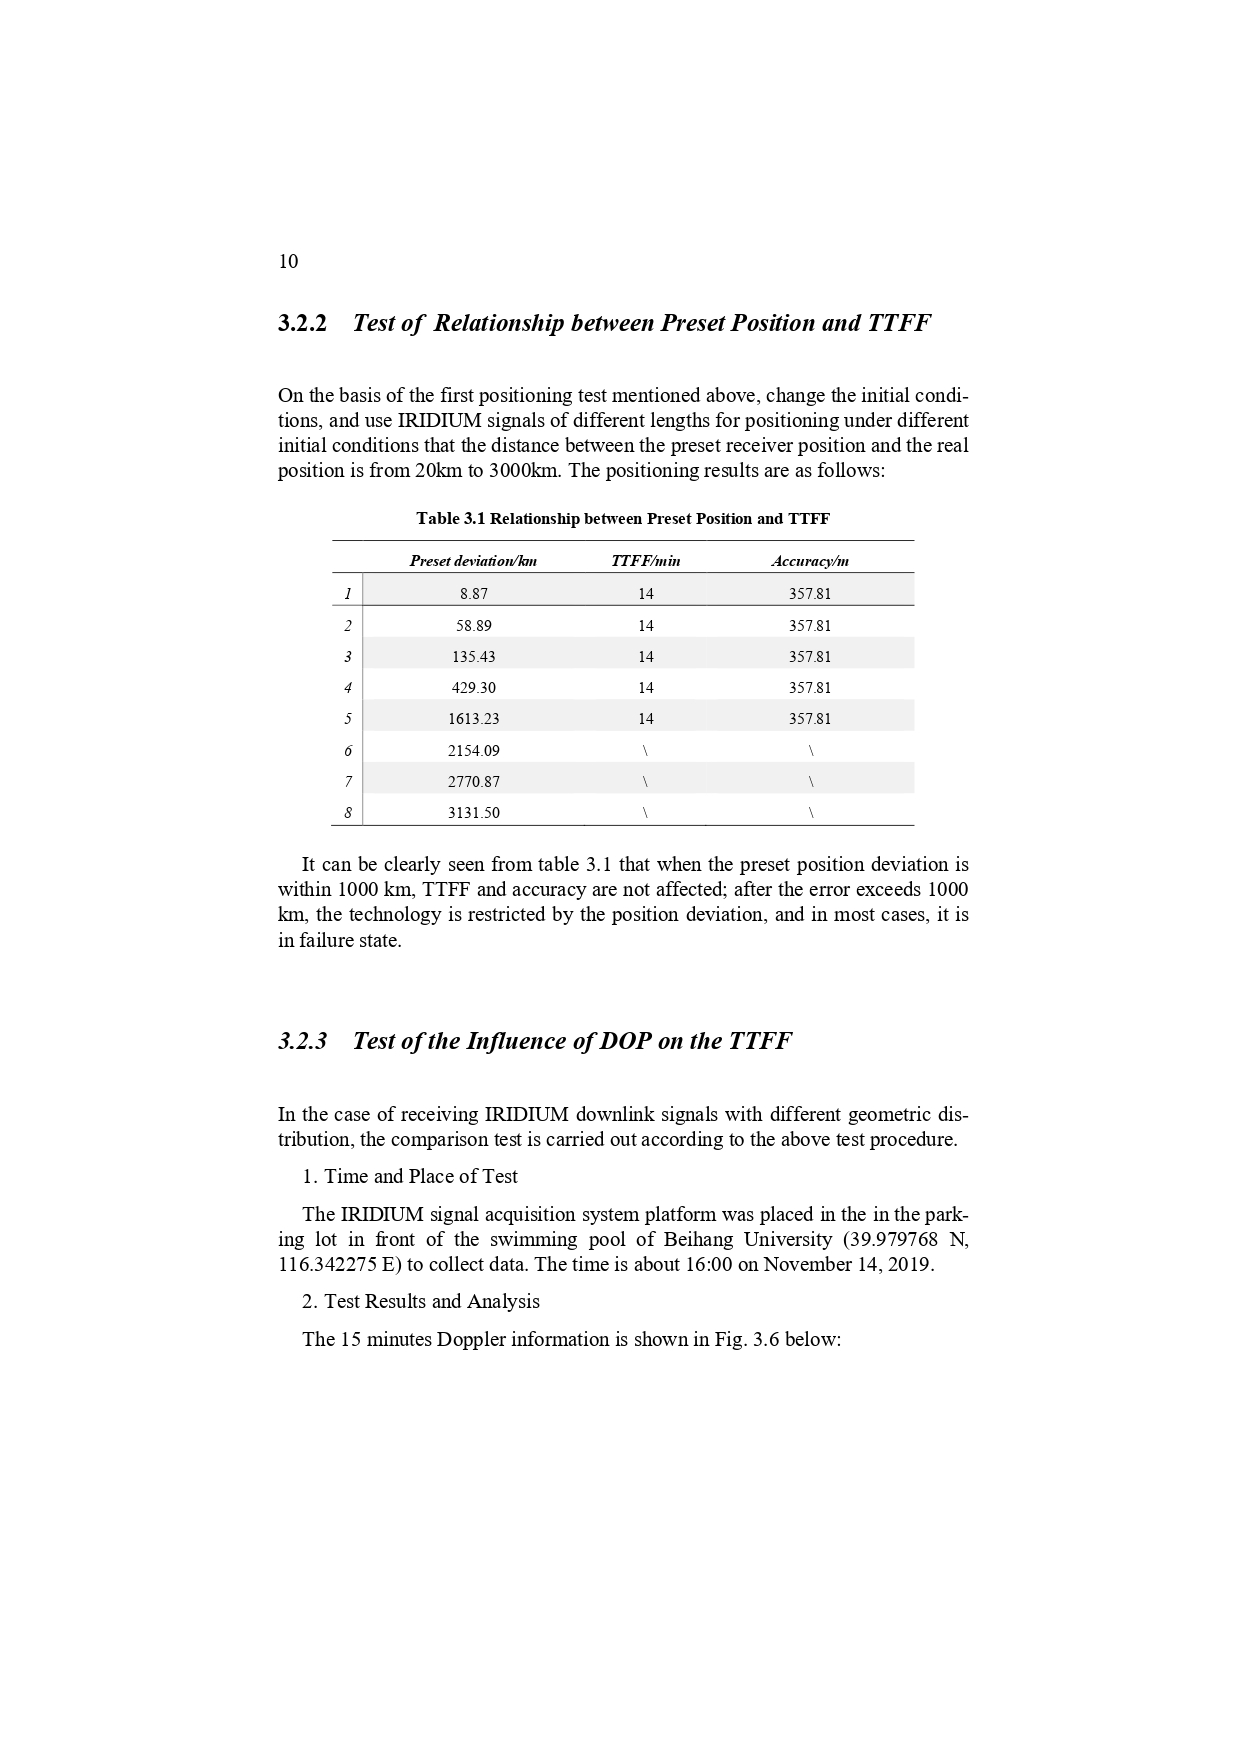 10
3.2.2 Test of Relationship between Preset Position and TTFF
On the basis of the first positioning test mentioned above, change the initial condi-
tions, and use IRIDIUM signals of different lengths for positioning under different
initial conditions that the distance between the preset receiver position and the real
position is from 20km to 3000km. The positioning results are as follows:
Table 3.1 Relationship between Preset Position and TTFF
Preset deviation/km TTFF/min Accuracy/m
1 8.87 14 357.81
2 58.89 14 357.81
3 135.43 14 357.81
4 429.30 14 357.81
5 1613.23 14 357.81
6 2154.09 \ \
7 2770.87 \ \
8 3131.50 \ \
It can be clearly seen from table 3.1 that when the preset position deviation is
within 1000 km, TTFF and accuracy are not affected; after the error exceeds 1000
km, the technology is restricted by the position deviation, and in most cases, it is
in failure state.
3.2.3 Test of the Influence of DOP on the TTFF
In the case of receiving IRIDIUM downlink signals with different geometric dis-
tribution, the comparison test is carried out according to the above test procedure.
1. Time and Place of Test
The IRIDIUM signal acquisition system platform was placed in the in the park-
ing lot in front of the swimming pool of Beihang University (39.979768 N,
116.342275 E) to collect data. The time is about 16:00 on November 14, 2019.
2. Test Results and Analysis
The 15 minutes Doppler information is shown in Fig. 3.6 below: